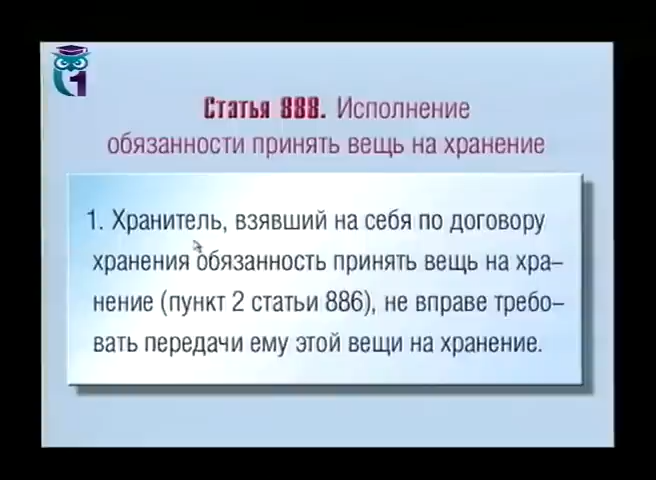 1
Статья 888. Исполнение
обязанности принять вещь на хранение
1. Хранитель, взявший на себя по договору
хранения обязанность принять вещь на хра–
нение (пункт 2 статьи 886), не вправе требо–
вать передачи ему этой вещи на хранение.